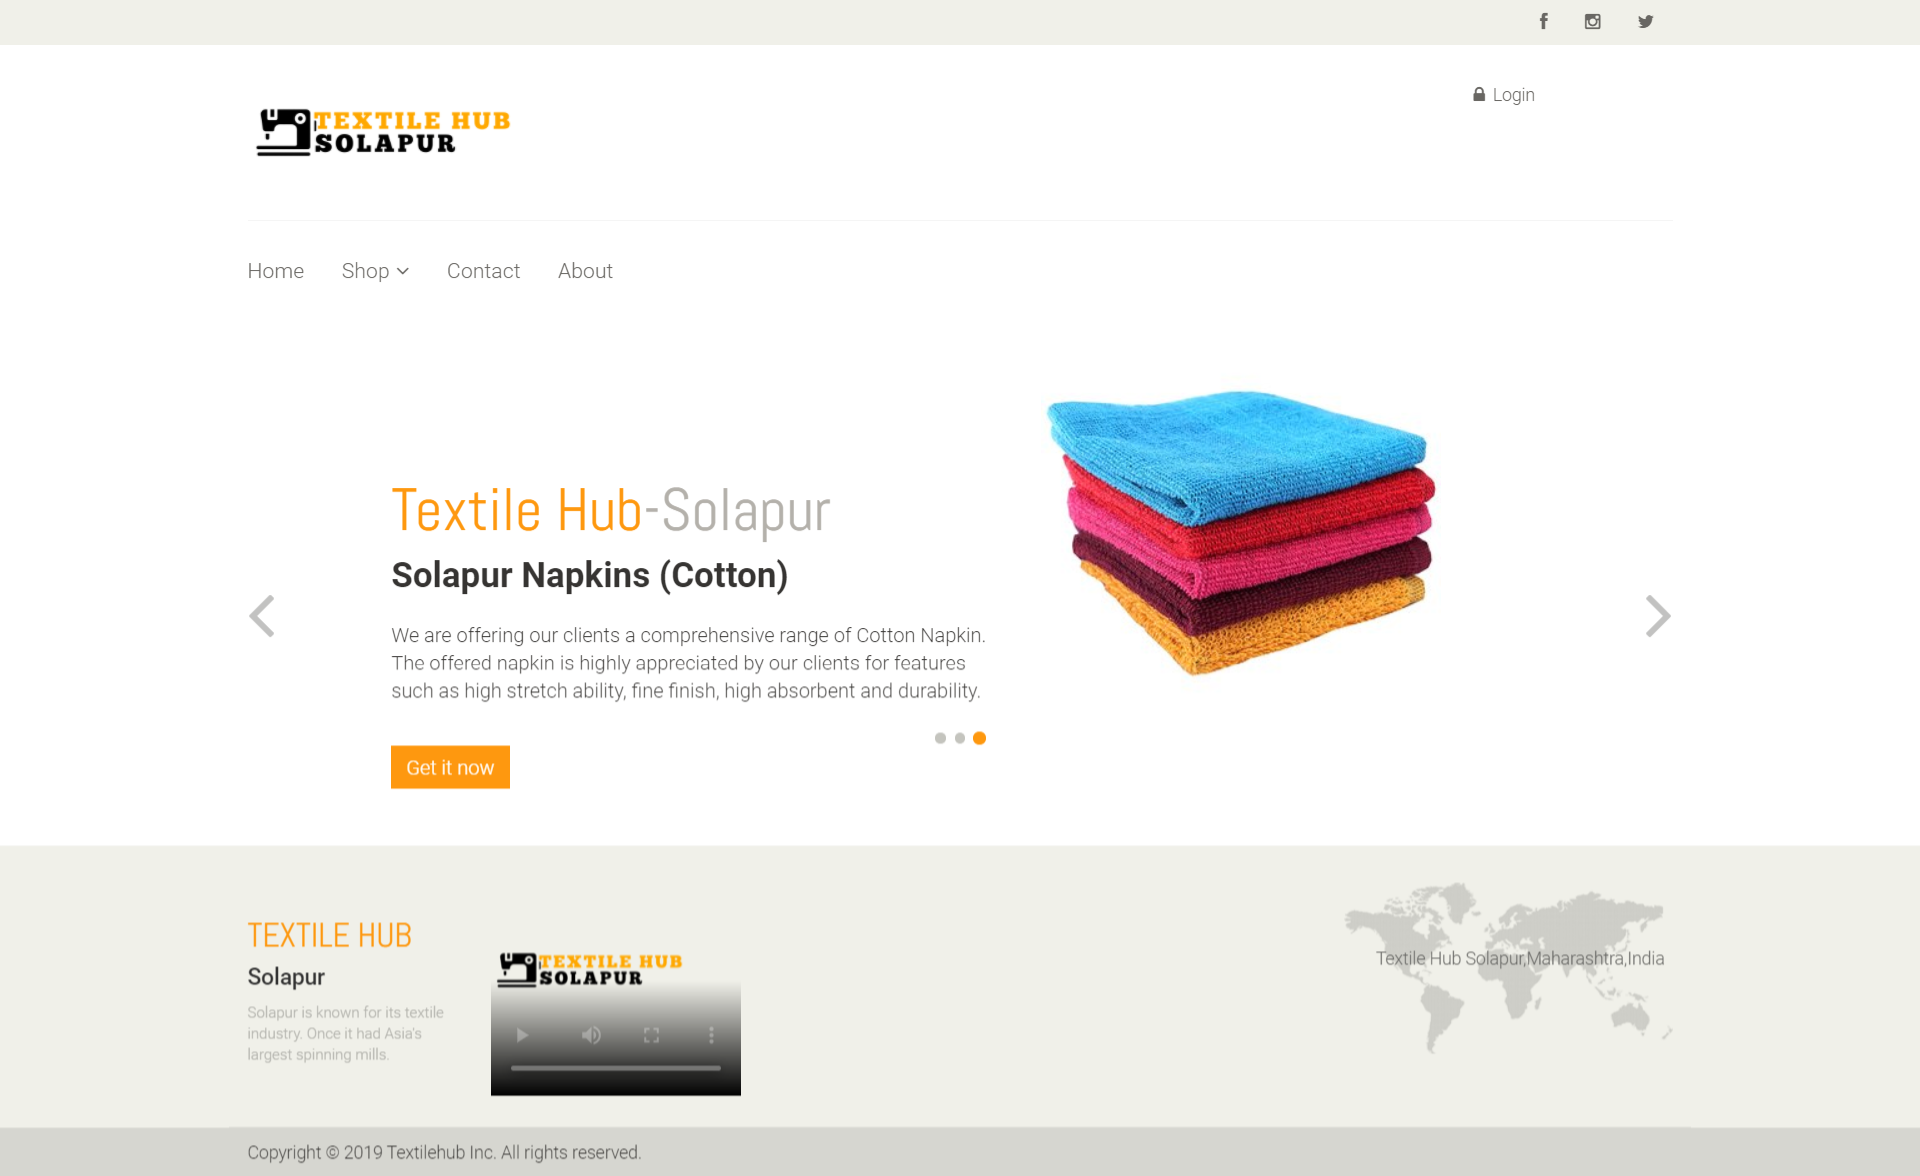 Login
TEXTILE HUB
SOLAPUR
Home Shop Contact About
Textile Hub-Solapur
Solapur Napkins (Cotton)
We are offering our clients a comprehensive range of Cotton Napkin.
The offered napkin is highly appreciated by our clients for features
such as high stretch ability, fine finish, high absorbent and durability.
Get it now
TEXTILE HUB
Solapur
Solapur is known for its textile
industry. Once it had Asia's
largest spinning mills.
TEXTILE HUB
SOLAPUR
Textile Hub Solapur,Maharashtra,India
Copyright © 2019 Textilehub Inc. All rights reserved.